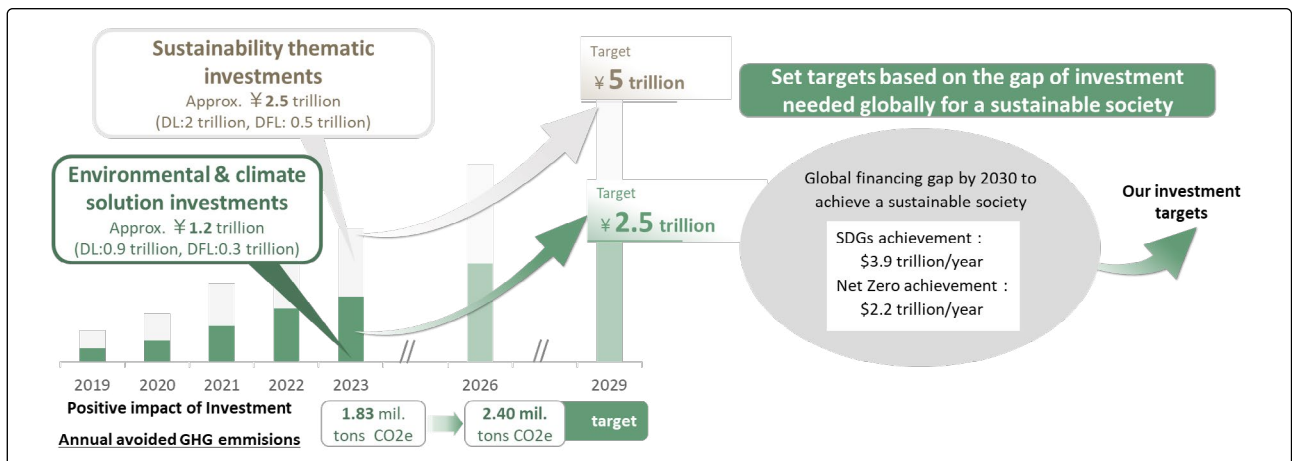 Sustainability thematic
investments
Approx. ¥2.5 trillion
(DL:2 trillion, DFL: 0.5 trillion)
Environmental & climate
solution investments
Approx. ¥1.2 trillion
(DL:0.9 trillion, DFL:0.3 trillion)
Target
¥ 5 trillion
Target
¥ 2.5 trillion
Set targets based on the gap of investment
needed globally for a sustainable society
Global financing gap by 2030 to
achieve a sustainable society
SDGs achievement :
$3.9 trillion/year
Net Zero achievement :
$2.2 trillion/year
Our investment
targets
2019 2020 2021 2022 2023 // 2026 // 2029
Positive impact of Investment
Annual avoided GHG emmisions
1.83 mil.
tons CO2e
2.40 mil.
tons CO2e
target